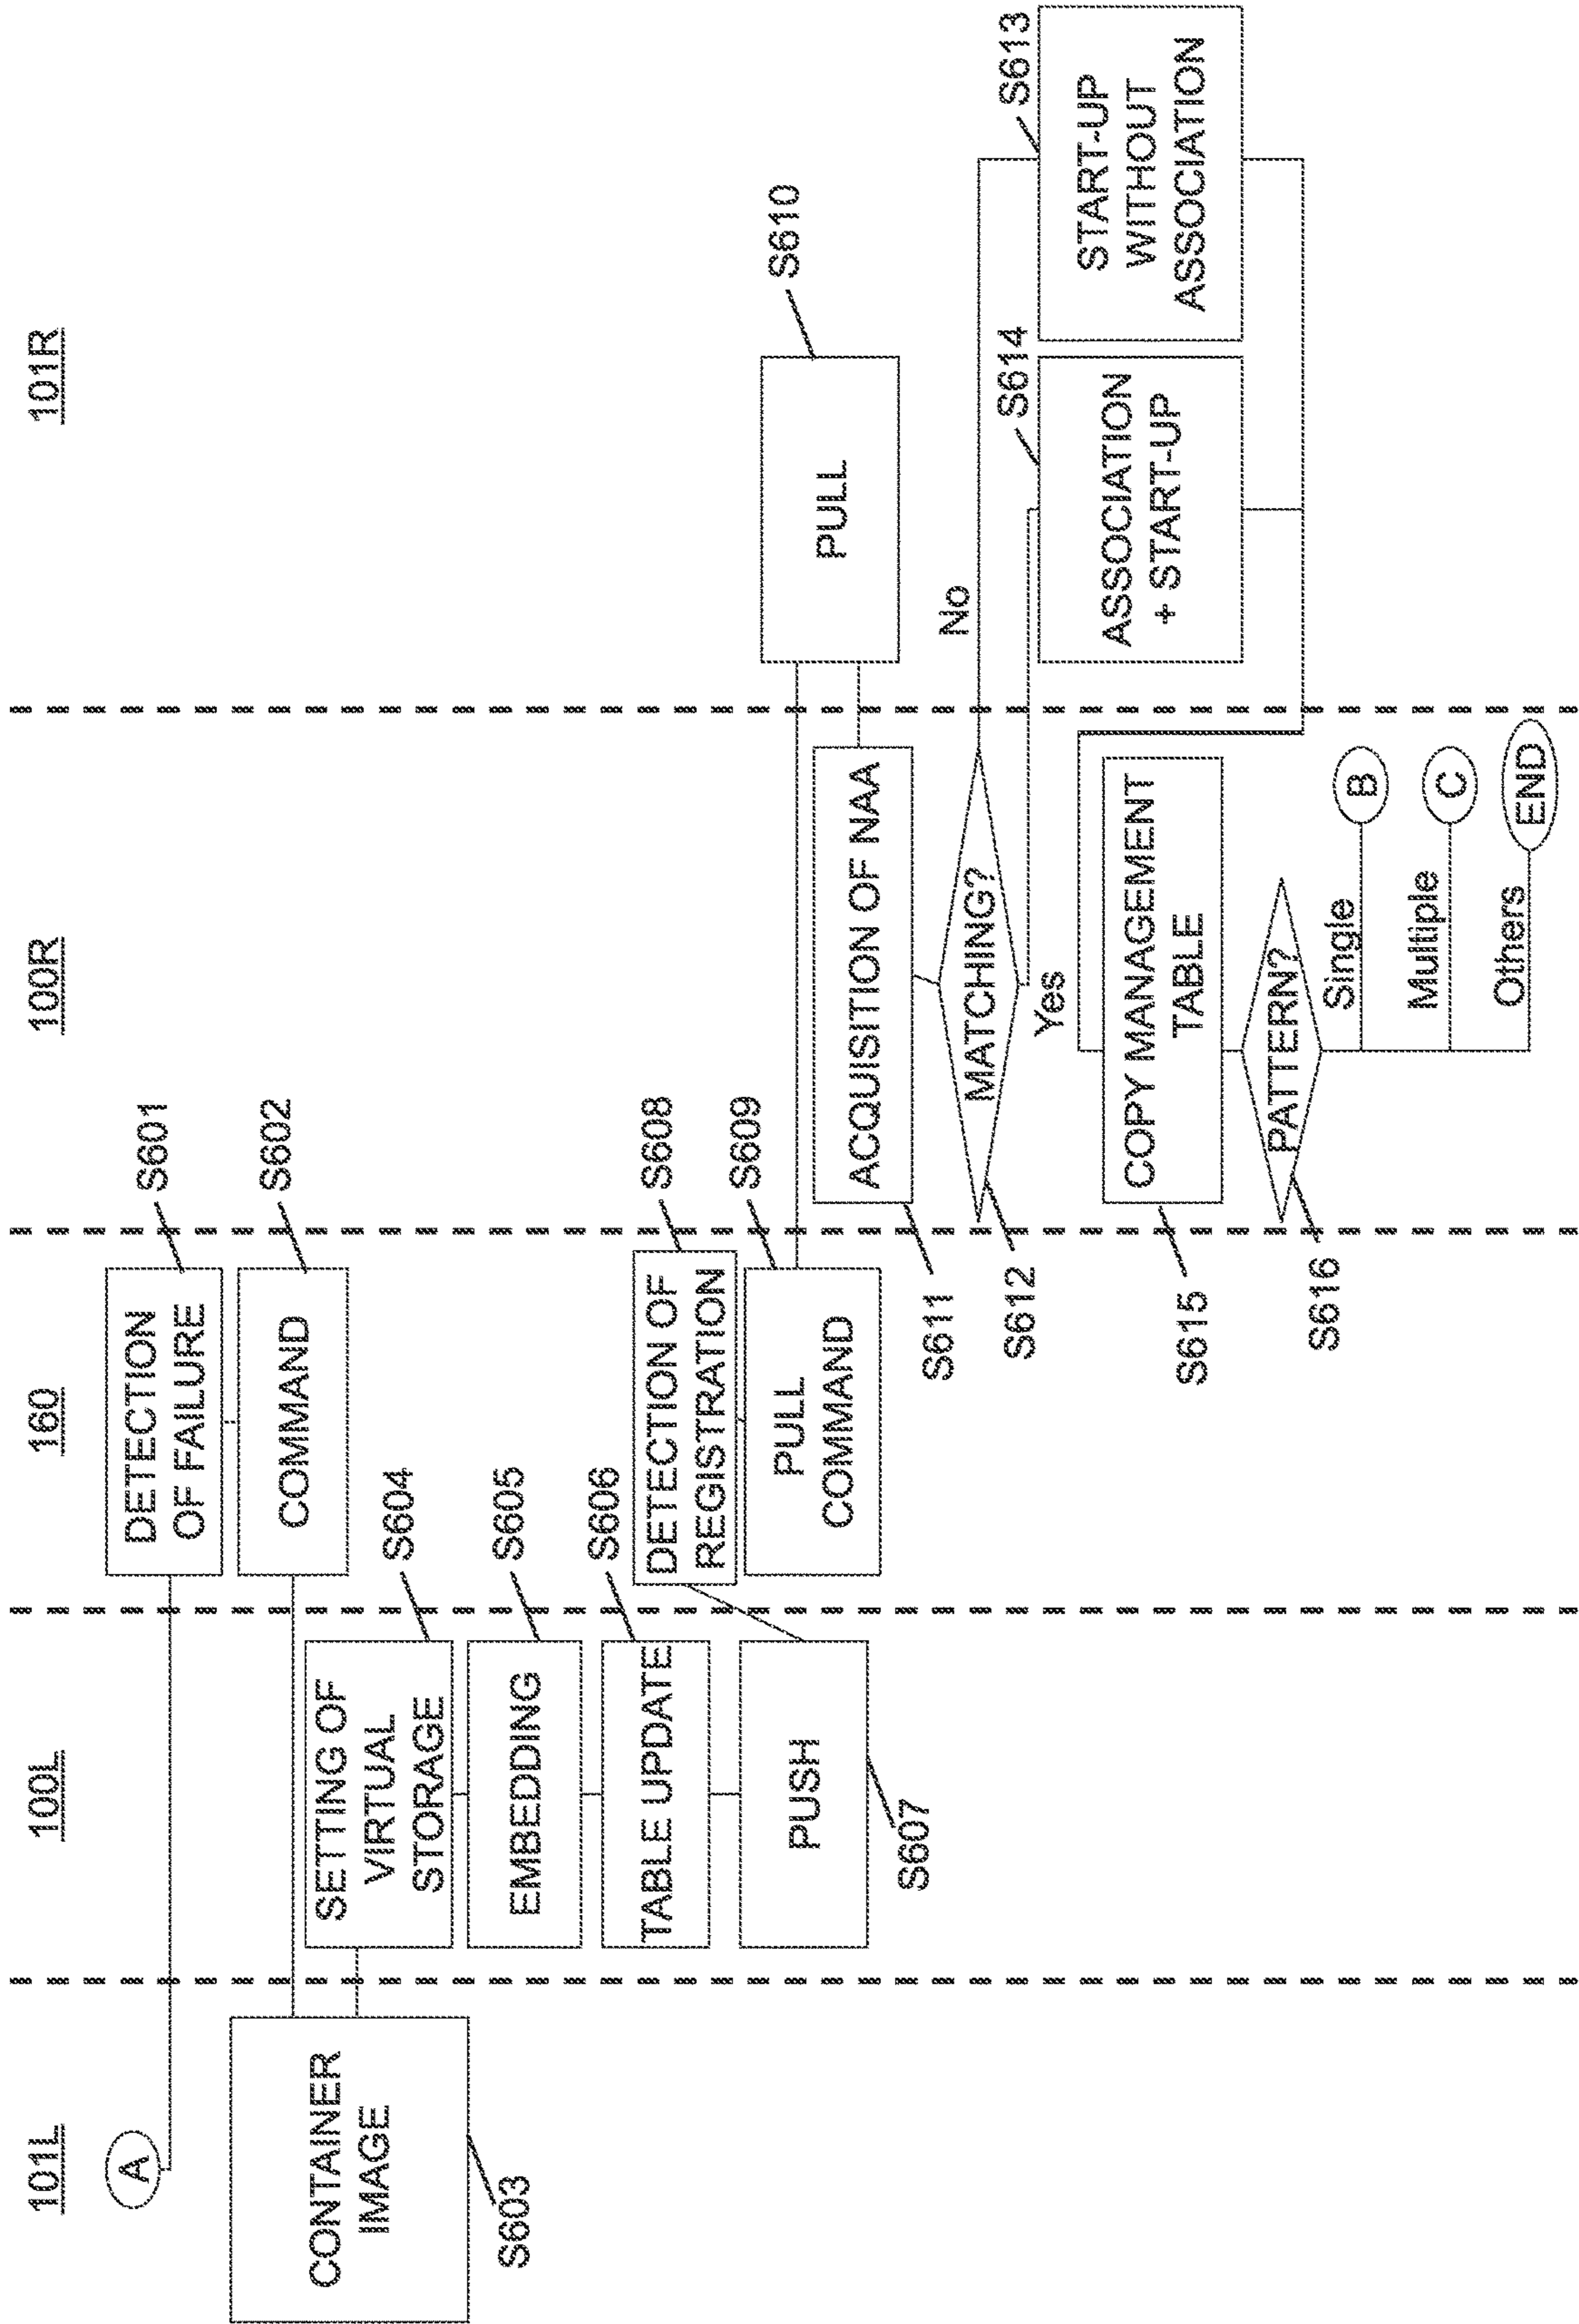 101L
100L
160
100R
101R
A
DETECTION
OF FAILURE
S601
COMMAND
S602
CONTAINER
IMAGE
S603
SETTING OF
VIRTUAL
STORAGE
S604
EMBEDDING
S605
TABLE UPDATE
S606
PUSH
S607
DETECTION OF
REGISTRATION
S608
PULL
COMMAND
S609
PULL
S610
ACQUISITION OF NAA
S611
MATCHING?
S612
No
Yes
START-UP
WITHOUT
ASSOCIATION
S613
ASSOCIATION
+ START-UP
S614
COPY MANAGEMENT
TABLE
S615
PATTERN?
S616
Single
B
Multiple
C
Others
END